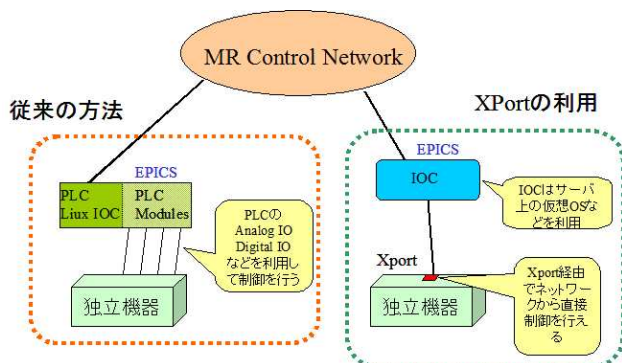 MR Control Network
従来の方法
XPortの利用
EPICS
PLC
Liux IOC
PLC
Modules
PLCの
Analog IO
Digital IO
などを利用し
て制御を行う
独立機器
EPICS
IOC
IOCはサーバ
上の仮想OSな
どを利用
Xport
Xport経由
でネットワー
クから直接
制御を行え
る
独立機器